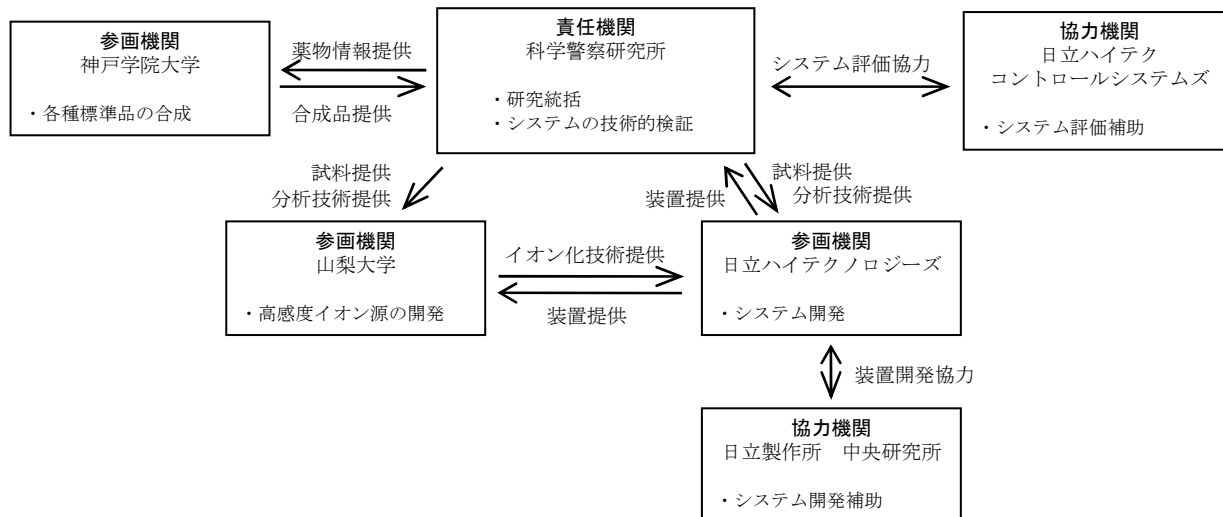 参画機関
神戸学院大学
・各種標準品の合成
薬物情報提供
合成品提供
責任機関
科学警察研究所
・研究統括
・システムの技術的検証
システム評価協力
協力機関
日立ハイテク
コントロールシステムズ
・システム評価補助
試料提供
分析技術提供
装置提供
試料提供
分析技術提供
参画機関
山梨大学
・高感度イオン源の開発
イオン化技術提供
装置提供
参画機関
日立ハイテクノロジーズ
・システム開発
装置開発協力
協力機関
日立製作所　中央研究所
・システム開発補助